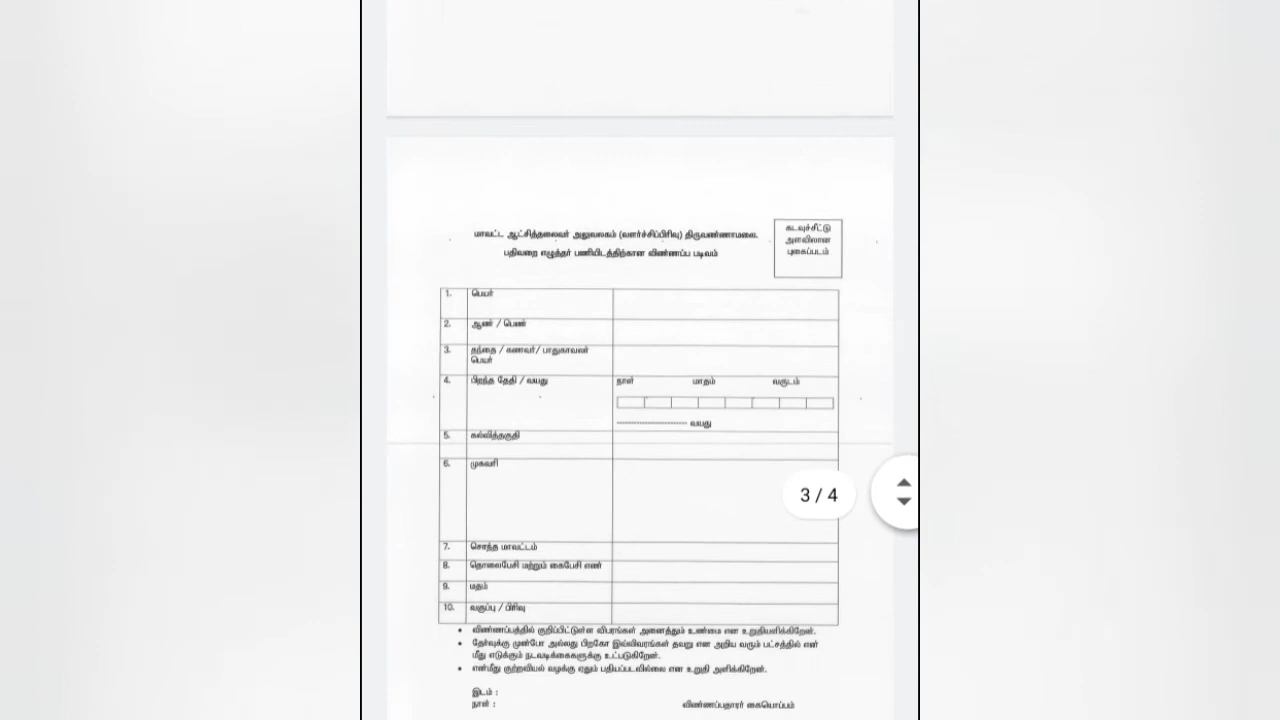 மாவட்ட ஆட்சித்தலைவர் அலுவலகம் (வளர்ச்சிப்பிரிவு) திருவண்ணாமலை.
பதிவறை எழுத்தர் பணியிடத்திற்கான விண்ணப்ப படிவம்
கடவுச்சீட்டு
அளவிலான
புகைப்படம்
1. பெயர்
2. ஆண் / பெண்
3. தந்தை / கணவர்/ பாதுகாவலர்
பெயர்
4. பிறந்த தேதி / வயது நாள் மாதம் வருடம்
வயது
5. கல்வித்தகுதி
6. முகவரி
3 / 4
7. சொந்த மாவட்டம்
8. தொலைபேசி மற்றும் கைபேசி எண்
9. மதம்
10. வகுப்பு / பிரிவு
• விண்ணப்பத்தில் குறிப்பிட்டுள்ள விபரங்கள் அனைத்தும் உண்மை என உறுதியளிக்கிறேன்.
• தேர்வுக்கு முன்போ அல்லது பிறகோ இவ்விவரங்கள் தவறு என அறிய வரும் பட்சத்தில் என்
மீது எடுக்கும் நடவடிக்கைகளுக்கு உட்படுகிறேன்.
• என்மீது குற்றவியல் வழக்கு ஏதும் பதியப்படவில்லை என உறுதி அளிக்கிறேன்.
இடம் :
நாள் : விண்ணப்பதாரர் கையொப்பம்